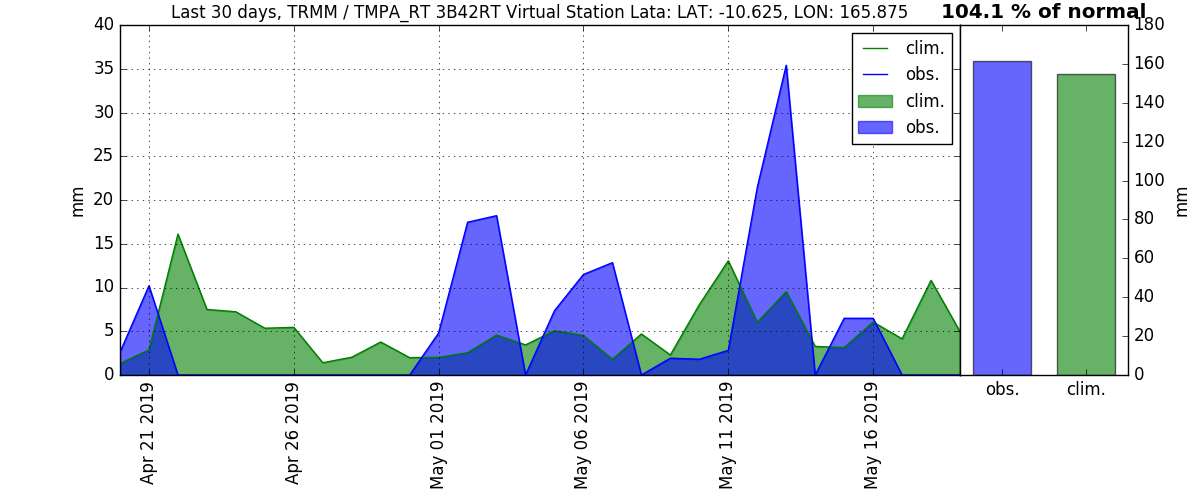 Last 30 days, TRMM / TMPA_RT 3B42RT Virtual Station Lata: LAT: -10.625, LON: 165.875
104.1 % of normal
40
35
30
25
20
15
10
5
0
mm
clim.
obs.
clim.
obs.
Apr 21 2019
Apr 26 2019
May 01 2019
May 06 2019
May 11 2019
May 16 2019
180
160
140
120
100
80
60
40
20
0
mm
obs.
clim.